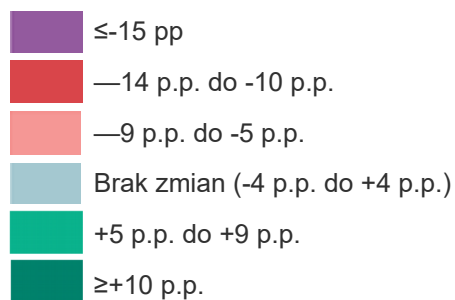 ≤-15 pp
—14 p.p. do -10 p.p.
—9 p.p. do -5 p.p.
Brak zmian (-4 p.p. do +4 p.p.)
+5 p.p. do +9 p.p.
≥+10 p.p.